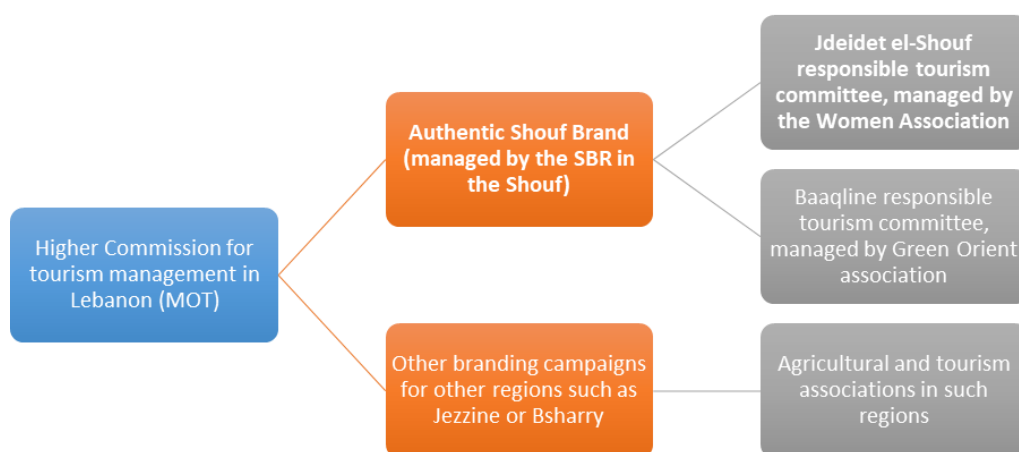 Higher Commission for
tourism management in
Lebanon (MOT)
Authentic Shouf Brand
(managed by the SBR in
the Shouf)
Other branding campaigns
for other regions such as
Jezzine or Bsharry
Jdeidet el-Shouf
responsible tourism
committee, managed by
the Women Association
Baaqline responsible
tourism committee,
managed by Green Orient
association
Agricultural and tourism
associations in such
regions